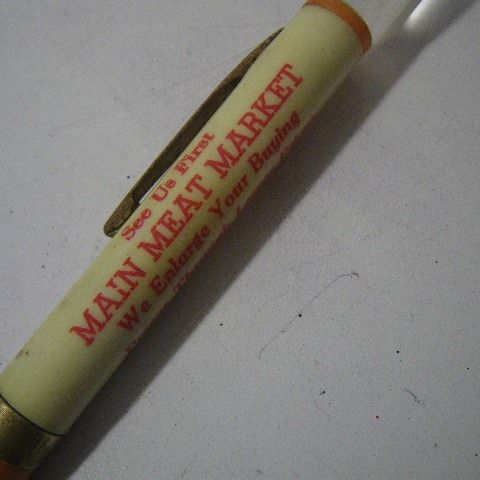 See Us First
MAIN MEAT MARKET
We Enlarge Your Buying